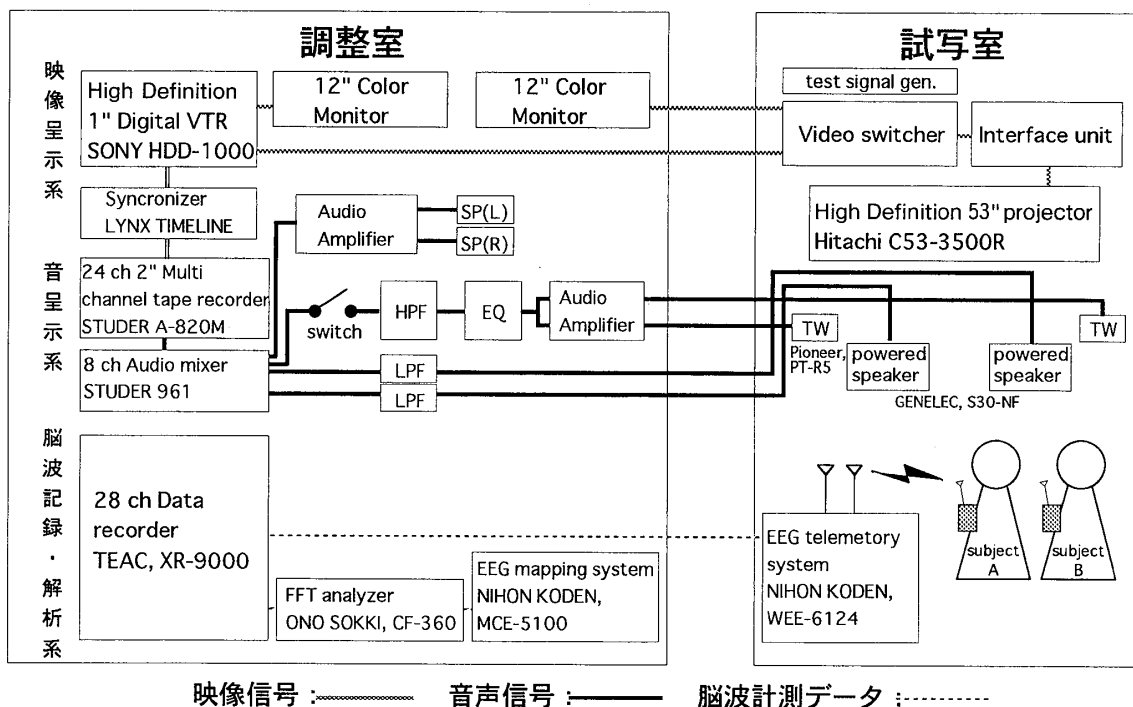 調整室
試写室
映像呈示系
High Definition
1" Digital VTR
SONY HDD-1000
12" Color
Monitor
12" Color
Monitor
test signal gen.
Video switcher
Interface unit
Syncronizer
LYNX TIMELINE
Audio
Amplifier
SP(L)
SP(R)
High Definition 53" projector
Hitachi C53-3500R
音呈示系
24 ch 2" Multi
channel tape recorder
STUDER A-820M
switch
HPF
EQ
Audio
Amplifier
TW
Pioneer,
PT-R5
TW
8 ch Audio mixer
STUDER 961
LPF
LPF
powered
speaker
powered
speaker
GENELEC, S30-NF
脳波記録・解析系
28 ch Data
recorder
TEAC, XR-9000
FFT analyzer
ONO SOKKI, CF-360
EEG mapping system
NIHON KODEN,
MCE-5100
EEG telemetory
system
NIHON KODEN,
WEE-6124
subject
A
subject
B
映像信号:
音声信号:
脳波計測データ: